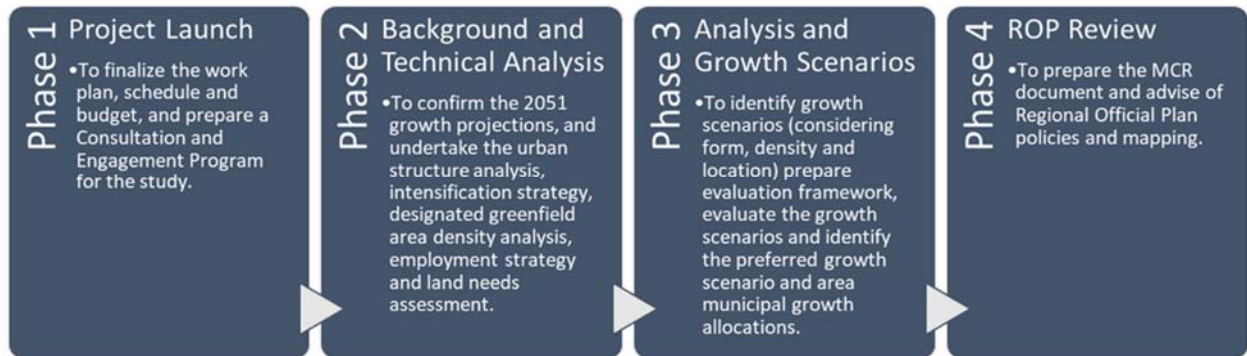 Phase 1
Project Launch
•To finalize the work
plan, schedule and
budget, and prepare a
Consultation and
Engagement Program
for the study.
Phase 2
Background and
Technical Analysis
•To confirm the 2051
growth projections, and
undertake the urban
structure analysis,
intensification strategy,
designated greenfield
area density analysis,
employment strategy
and land needs
assessment.
Phase 3
Analysis and
Growth Scenarios
•To identify growth
scenarios (considering
form, density and
location) prepare
evaluation framework,
evaluate the growth
scenarios and identify
the preferred growth
scenario and area
municipal growth
allocations.
Phase 4
ROP Review
•To prepare the MCR
document and advise of
Regional Official Plan
policies and mapping.